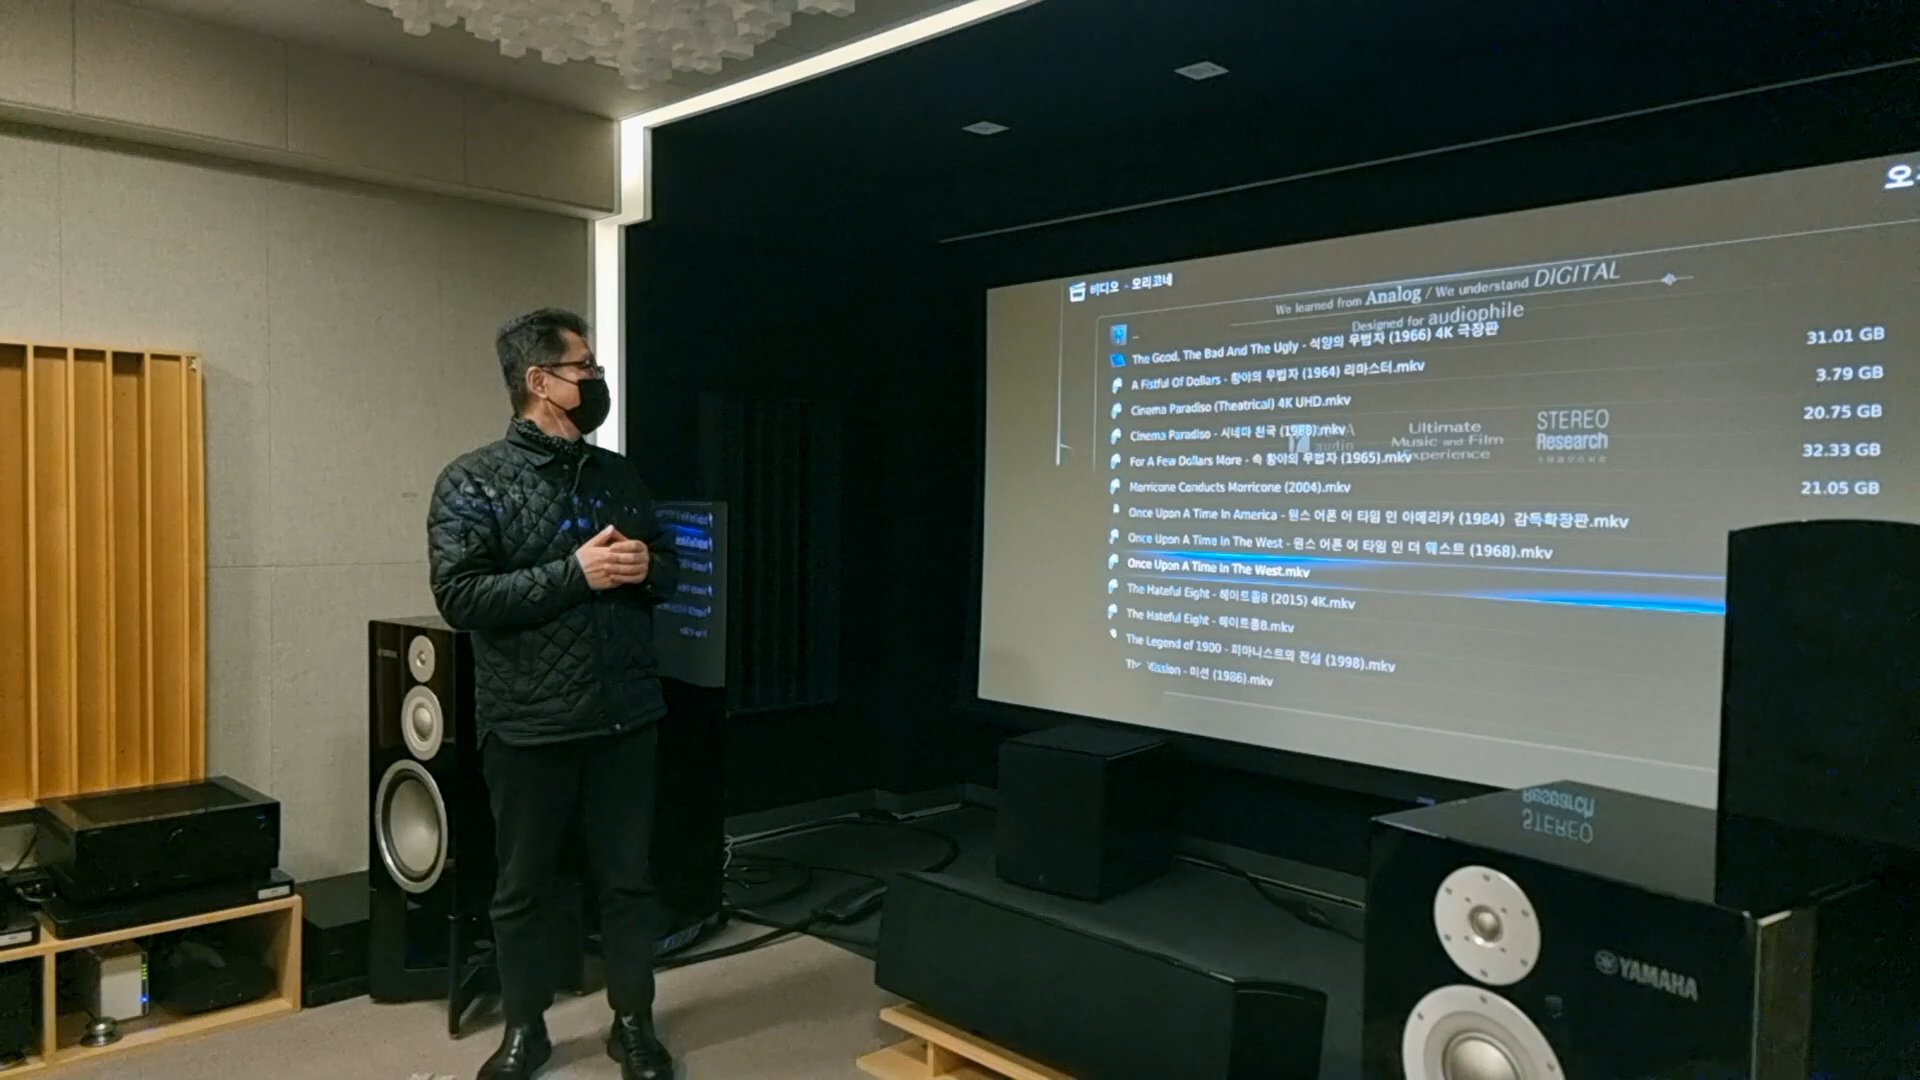 오
비디오 - 오리코네
We learned from Analog / We understand DIGITAL
Designed for audiophile
..
The Good, The Bad And The Ugly - 석양의 무법자 (1966) 4K 극장판
31.01 GB
A Fistful Of Dollars - 황야의 무법자 (1964) 리마스터.mkv
3.79 GB
Cinema Paradiso (Theatrical) 4K UHD.mkv
20.75 GB
Cinema Paradiso - 시네마 천국 (1988).mkv
32.33 GB
For A Few Dollars More - 속 황야의 무법자 (1965).mkv
21.05 GB
Morricone Conducts Morricone (2004).mkv
Once Upon A Time In America - 원스 어폰 어 타임 인 아메리카 (1984) 감독확장판.mkv
Once Upon A Time In The West - 원스 어폰 어 타임 인 더 웨스트 (1968).mkv
Once Upon A Time In The West.mkv
The Hateful Eight - 헤이트풀8 (2015) 4K.mkv
The Hateful Eight - 헤이트풀8.mkv
The Legend of 1900 - 피아니스트의 전설 (1998).mkv
The Mission - 미션 (1986).mkv
audio
Ultimate
Music and Film
Experience
STEREO
Research
STEREO
Research
YAMAHA